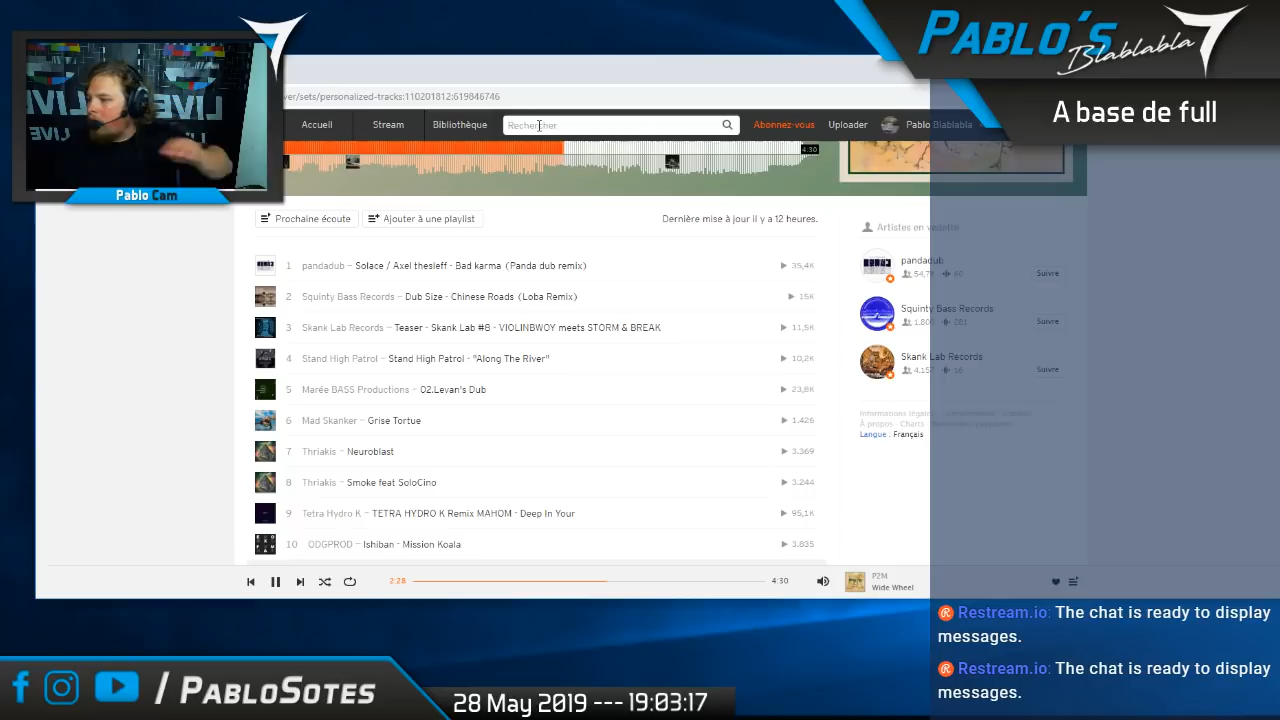 PABLO'S
Blablabla
A base de full
ver/sets/personalized-tracks:110201812:619846746
Accueil
Stream
Bibliothèque
Rechercher
Abonnez-vous
Uploader
Pablo Blablabla
LIVE
Pablo Cam
4:30
Prochaine écoute
Ajouter à une playlist
Dernière mise à jour il y a 12 heures.
1 pandadub – Solace / Axel thesleff - Bad karma (Panda dub remix) 35,4K
2 Squinty Bass Records – Dub Size - Chinese Roads (Loba Remix) 15K
3 Skank Lab Records – Teaser - Skank Lab #8 - VIOLINBWOY meets STORM & BREAK 11,5K
4 Stand High Patrol – Stand High Patrol - "Along The River" 10,2K
5 Marée BASS Productions – 02.Levan's Dub 23,8K
6 Mad Skanker – Grise Tortue 1.426
7 Thriakis – Neuroblast 3.369
8 Thriakis – Smoke feat SoloCino 3.244
9 Tetra Hydro K – TETRA HYDRO K Remix MAHOM - Deep In Your 95,1K
10 ODGPROD – Ishiban - Mission Koala 3.835
Artistes en vedette
pandadub
60
Suivre
Squinty Bass Records
281
Suivre
Skank Lab Records
4.157 16
Suivre
Informations légales
À propos · Charts
Langue : Français
2:28
4:30
P2M
Wide Wheel
Restream.io: The chat is ready to display
messages.
Restream.io: The chat is ready to display
messages.
/ PABLOSOTES
28 May 2019 --- 19:03:17